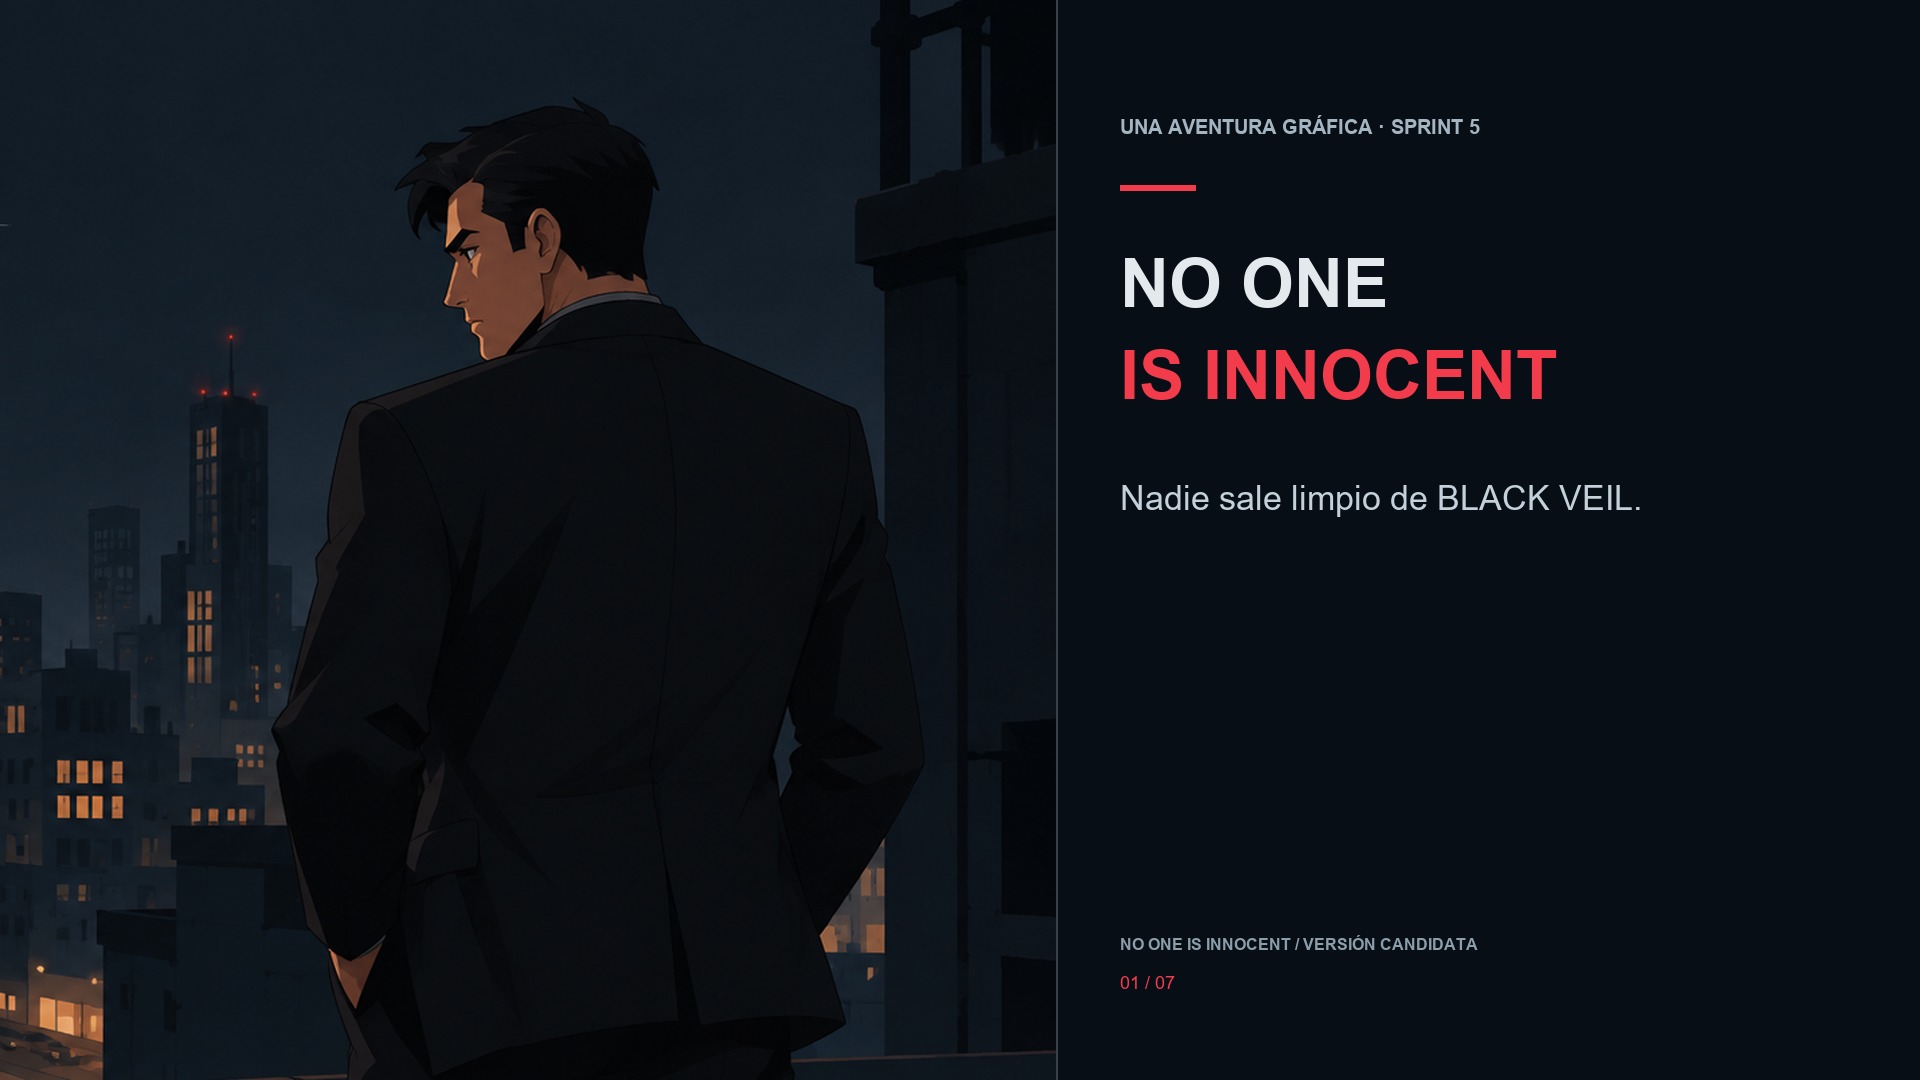 UNA AVENTURA GRÁFICA · SPRINT 5
NO ONE
IS INNOCENT
Nadie sale limpio de BLACK VEIL.
NO ONE IS INNOCENT / VERSIÓN CANDIDATA
01 / 07